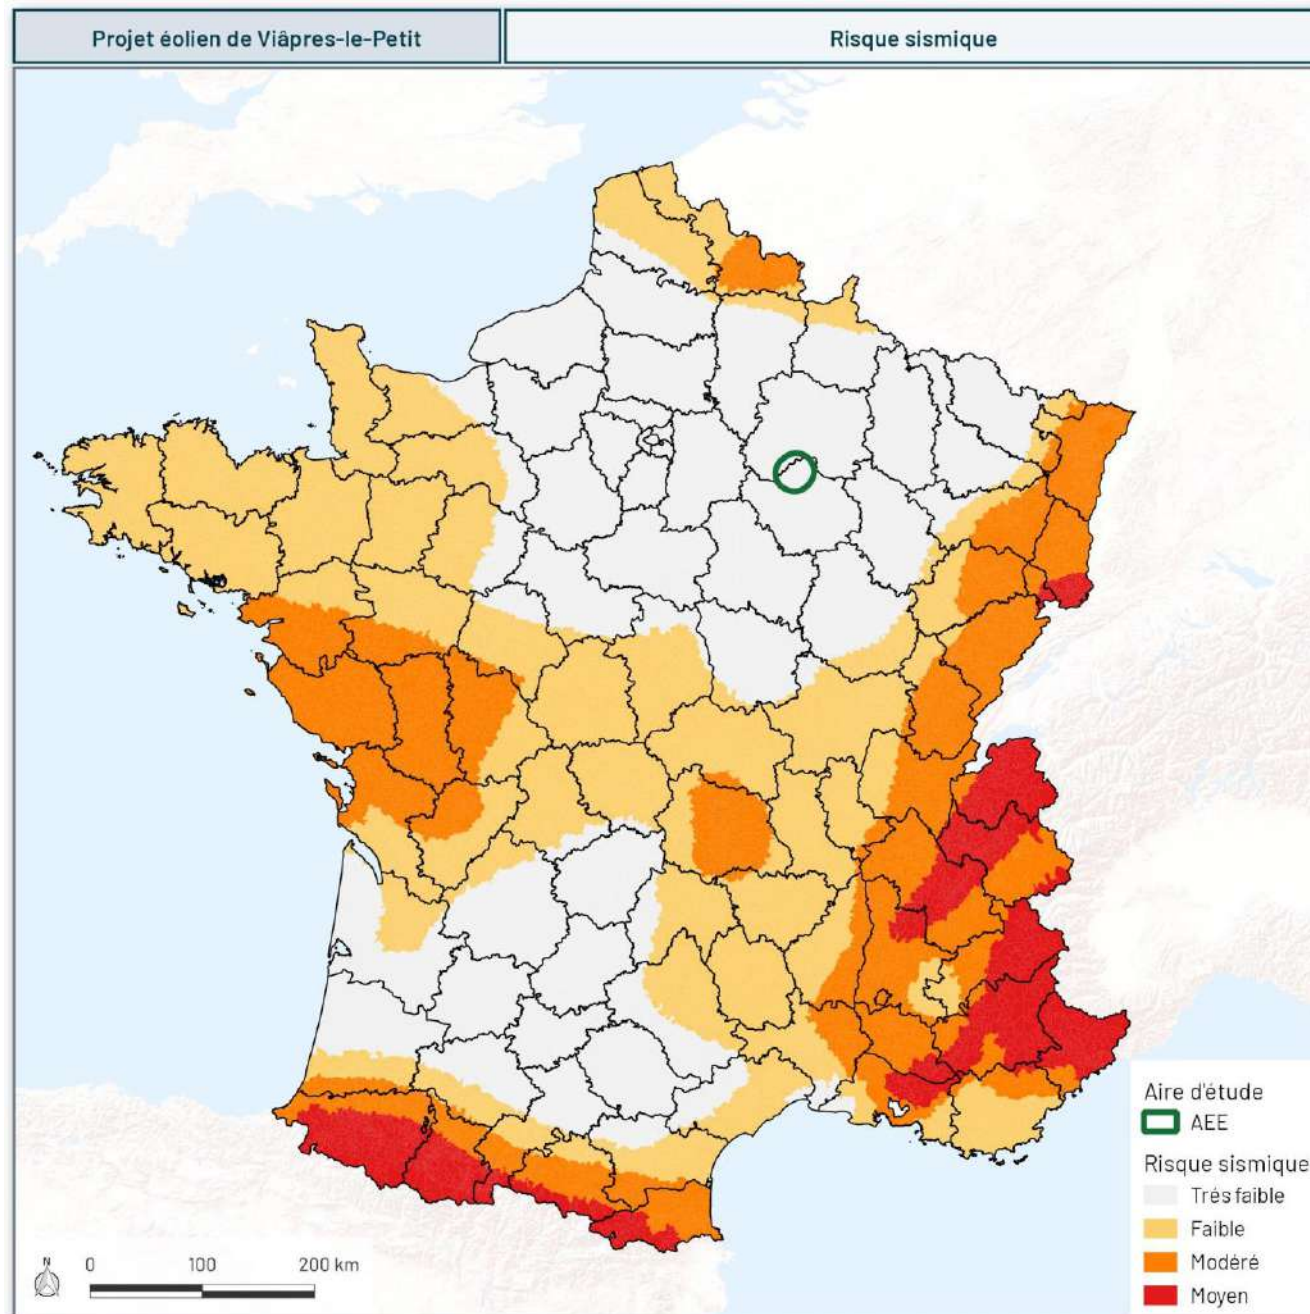 Projet éolien de Viâpres-le-Petit
Risque sismique
Aire d'étude
AEE
Risque sismique
Trés faible
Faible
Modéré
Moyen
N
0 100 200 km